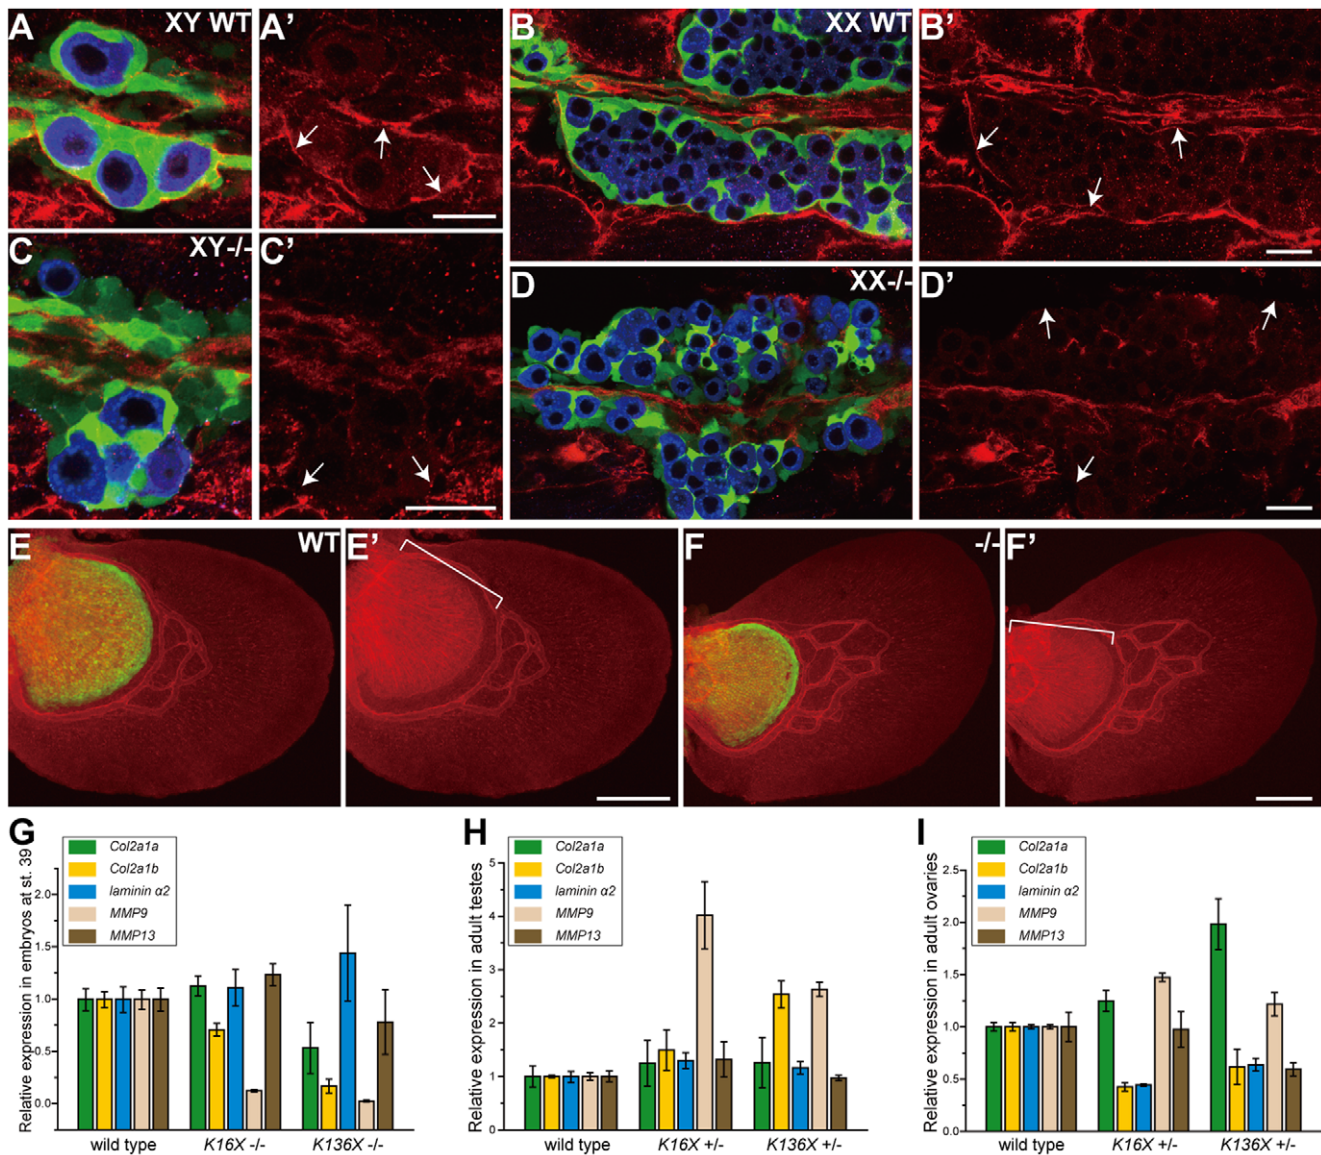 A XY WT A' B XX WT B'
C XY-/- C' D XX-/- D'
E WT E' F -/- F'
G
Relative expression in embryos at st. 39
Col2a1a
Col2a1b
laminin α2
MMP9
MMP13
2.0
1.5
1.0
0.5
0.0
wild type K16X -/- K136X -/-
H
Relative expression in adult testes
Col2a1a
Col2a1b
laminin α2
MMP9
MMP13
5
4
3
2
1
0
wild type K16X +/- K136X +/-
I
Relative expression in adult ovaries
Col2a1a
Col2a1b
laminin α2
MMP9
MMP13
2.5
2.0
1.5
1.0
0.5
0.0
wild type K16X +/- K136X +/-